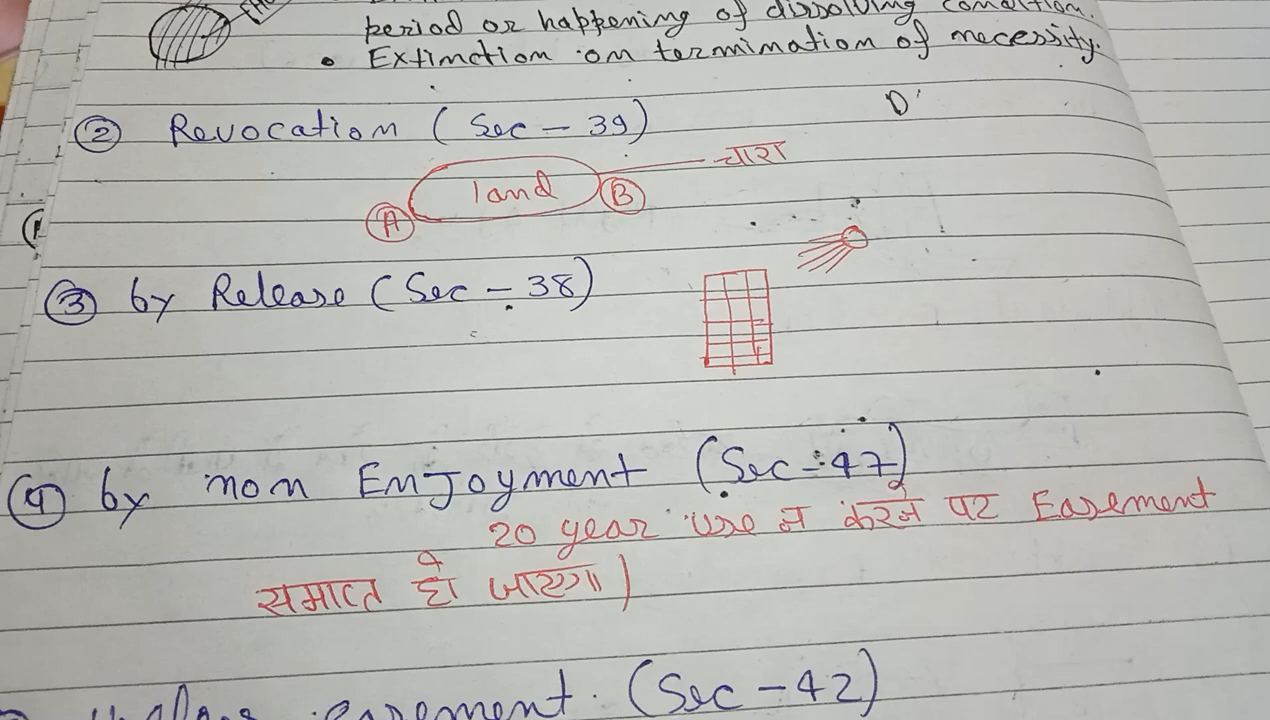 period or happening of dissolving condition.
• Extinction on termination of necessity.
D'
② Revocation (Sec - 39)
चारा
Ⓐ land Ⓑ
③ by Release (Sec - 38)
④ by non Enjoyment (Sec - 47)
20 year use न करने पर Easement
समाप्त हो जाएगा)
easement. (Sec - 42)